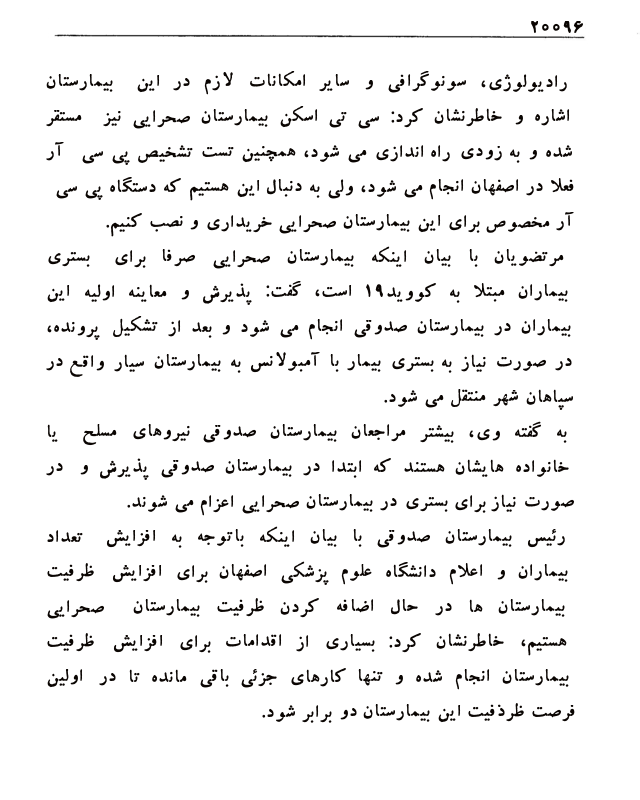 ۲۰۰۹۶
رادیولوژی، سونوگرافی و سایر امکانات لازم در این بیمارستان
اشاره و خاطرنشان کرد: سی تی اسکن بیمارستان صحرایی نیز مستقر
شده و به زودی راه اندازی می شود، همچنین تست تشخیص پی سی آر
فعلا در اصفهان انجام می شود، ولی به دنبال این هستیم که دستگاه پی سی
آر مخصوص برای این بیمارستان صحرایی خریداری و نصب کنیم.
مرتضویان با بیان اینکه بیمارستان صحرایی صرفا برای بستری
بیماران مبتلا به کووید۱۹ است، گفت: پذیرش و معاینه اولیه این
بیماران در بیمارستان صدوقی انجام می شود و بعد از تشکیل پرونده،
در صورت نیاز به بستری بیمار با آمبولانس به بیمارستان سیار واقع در
سپاهان شهر منتقل می شود.
به گفته وی، بیشتر مراجعان بیمارستان صدوقی نیروهای مسلح یا
خانواده هایشان هستند که ابتدا در بیمارستان صدوقی پذیرش و در
صورت نیاز برای بستری در بیمارستان صحرایی اعزام می شوند.
رئیس بیمارستان صدوقی با بیان اینکه باتوجه به افزایش تعداد
بیماران و اعلام دانشگاه علوم پزشکی اصفهان برای افزایش ظرفیت
بیمارستان ها در حال اضافه کردن ظرفیت بیمارستان صحرایی
هستیم، خاطرنشان کرد: بسیاری از اقدامات برای افزایش ظرفیت
بیمارستان انجام شده و تنها کارهای جزئی باقی مانده تا در اولین
فرصت ظرذفیت این بیمارستان دو برابر شود.